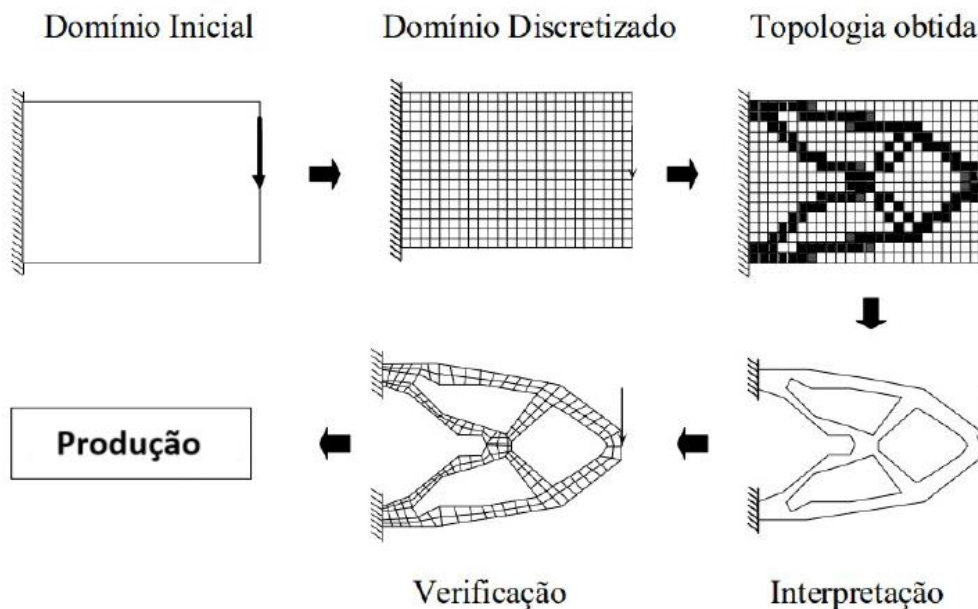 Domínio Inicial
Domínio Discretizado
Topologia obtida
Produção
Verificação
Interpretação